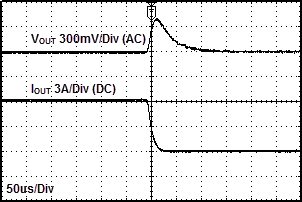 VOUT 300mV/Div (AC)
IOUT 3A/Div (DC)
50us/Div